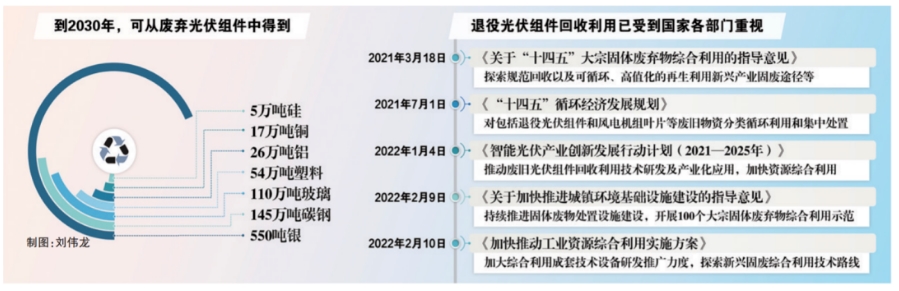 到2030年，可从废弃光伏组件中得到
5万吨硅
17万吨铜
26万吨铝
54万吨塑料
110万吨玻璃
145万吨碳钢
550吨银
制图：刘伟龙
退役光伏组件回收利用已受到国家各部门重视
2021年3月18日
《关于“十四五”大宗固体废弃物综合利用的指导意见》
探索规范回收以及可循环、高值化的再生利用新兴产业固废途径等
2021年7月1日
《“十四五”循环经济发展规划》
对包括退役光伏组件和风电机组叶片等废旧物资分类循环利用和集中处置
2022年1月4日
《智能光伏产业创新发展行动计划（2021—2025年）》
推动废旧光伏组件回收利用技术研发及产业化应用，加快资源综合利用
2022年2月9日
《关于加快推进城镇环境基础设施建设的指导意见》
持续推进固体废物处置设施建设，开展100个大宗固体废弃物综合利用示范
2022年2月10日
《加快推动工业资源综合利用实施方案》
加大综合利用成套技术设备研发推广力度，探索新兴固废综合利用技术路线